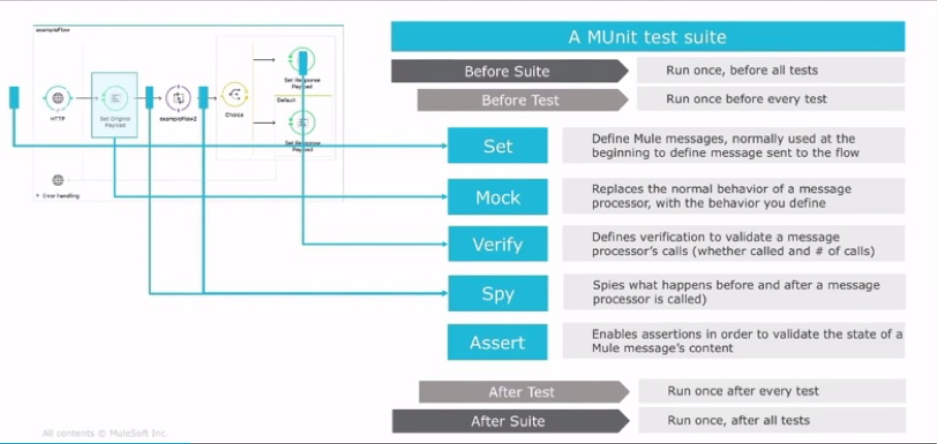 exampleFlow
HTTP
Set Original
Payload
exampleFlow2
Choice
Set Response
Payload
Default
Set Response
Payload
Error handling
A MUnit test suite
Before Suite
Run once, before all tests
Before Test
Run once before every test
Set
Define Mule messages, normally used at the
beginning to define message sent to the flow
Mock
Replaces the normal behavior of a message
processor, with the behavior you define
Verify
Defines verification to validate a message
processor's calls (whether called and # of calls)
Spy
Spies what happens before and after a message
processor is called)
Assert
Enables assertions in order to validate the state of a
Mule message's content
After Test
Run once after every test
After Suite
Run once, after all tests
All contents © MuleSoft Inc.